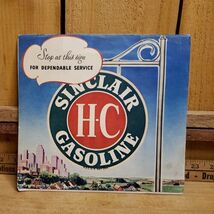 Stop at this sign
FOR DEPENDABLE SERVICE
SINCLAIR
H-C
GASOLINE